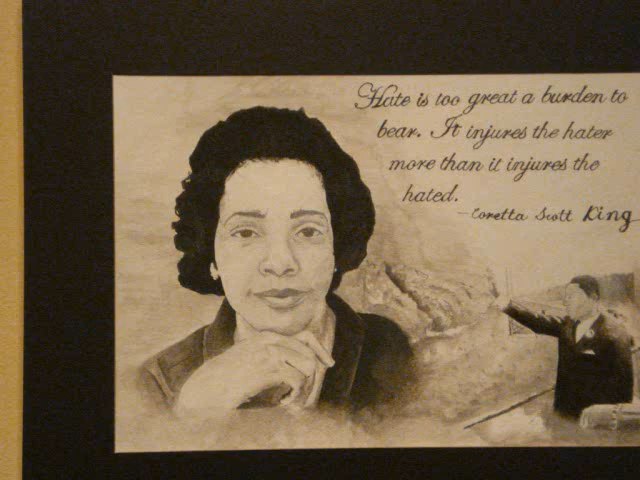 Hate is too great a burden to
bear. It injures the hater
more than it injures the
hated.
-Coretta Scott King